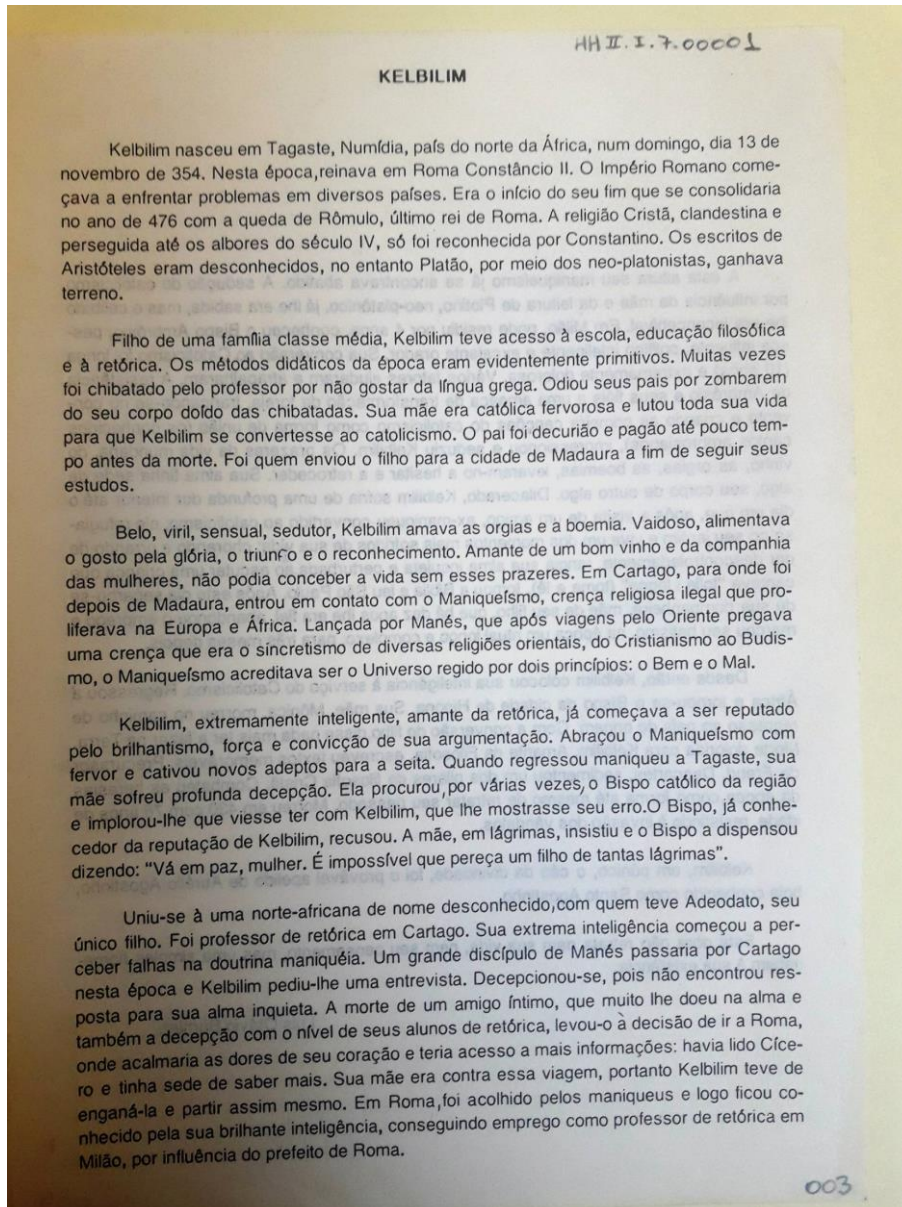 HH II.I.7.00001
KELBILIM
Kelbilim nasceu em Tagaste, Numídia, país do norte da África, num domingo, dia 13 de
novembro de 354. Nesta época,reinava em Roma Constâncio II. O Império Romano come-
çava a enfrentar problemas em diversos países. Era o início do seu fim que se consolidaria
no ano de 476 com a queda de Rômulo, último rei de Roma. A religião Cristã, clandestina e
perseguida até os albores do século IV, só foi reconhecida por Constantino. Os escritos de
Aristóteles eram desconhecidos, no entanto Platão, por meio dos neo-platonistas, ganhava
terreno.
Filho de uma família classe média, Kelbilim teve acesso à escola, educação filosófica
e à retórica. Os métodos didáticos da época eram evidentemente primitivos. Muitas vezes
foi chibatado pelo professor por não gostar da língua grega. Odiou seus pais por zombarem
do seu corpo doído das chibatadas. Sua mãe era católica fervorosa e lutou toda sua vida
para que Kelbilim se convertesse ao catolicismo. O pai foi decurião e pagão até pouco tem-
po antes da morte. Foi quem enviou o filho para a cidade de Madaura a fim de seguir seus
estudos.
Belo, viril, sensual, sedutor, Kelbilim amava as orgias e a boemia. Vaidoso, alimentava
o gosto pela glória, o triunfo e o reconhecimento. Amante de um bom vinho e da companhia
das mulheres, não podia conceber a vida sem esses prazeres. Em Cartago, para onde foi
depois de Madaura, entrou em contato com o Maniqueísmo, crença religiosa ilegal que pro-
liferava na Europa e África. Lançada por Manés, que após viagens pelo Oriente pregava
uma crença que era o sincretismo de diversas religiões orientais, do Cristianismo ao Budis-
mo, o Maniqueísmo acreditava ser o Universo regido por dois princípios: o Bem e o Mal.
Kelbilim, extremamente inteligente, amante da retórica, já começava a ser reputado
pelo brilhantismo, força e convicção de sua argumentação. Abraçou o Maniqueísmo com
fervor e cativou novos adeptos para a seita. Quando regressou maniqueu a Tagaste, sua
mãe sofreu profunda decepção. Ela procurou,por várias vezes, o Bispo católico da região
e implorou-lhe que viesse ter com Kelbilim, que lhe mostrasse seu erro.O Bispo, já conhe-
cedor da reputação de Kelbilim, recusou. A mãe, em lágrimas, insistiu e o Bispo a dispensou
dizendo: “Vá em paz, mulher. É impossível que pereça um filho de tantas lágrimas”.
Uniu-se à uma norte-africana de nome desconhecido,com quem teve Adeodato, seu
único filho. Foi professor de retórica em Cartago. Sua extrema inteligência começou a per-
ceber falhas na doutrina maniquéia. Um grande discípulo de Manés passaria por Cartago
nesta época e Kelbilim pediu-lhe uma entrevista. Decepcionou-se, pois não encontrou res-
posta para sua alma inquieta. A morte de um amigo íntimo, que muito lhe doeu na alma e
também a decepção com o nível de seus alunos de retórica, levou-o à decisão de ir a Roma,
onde acalmaria as dores de seu coração e teria acesso a mais informações: havia lido Cíce-
ro e tinha sede de saber mais. Sua mãe era contra essa viagem, portanto Kelbilim teve de
enganá-la e partir assim mesmo. Em Roma,foi acolhido pelos maniqueus e logo ficou co-
nhecido pela sua brilhante inteligência, conseguindo emprego como professor de retórica em
Milão, por influência do prefeito de Roma.
003